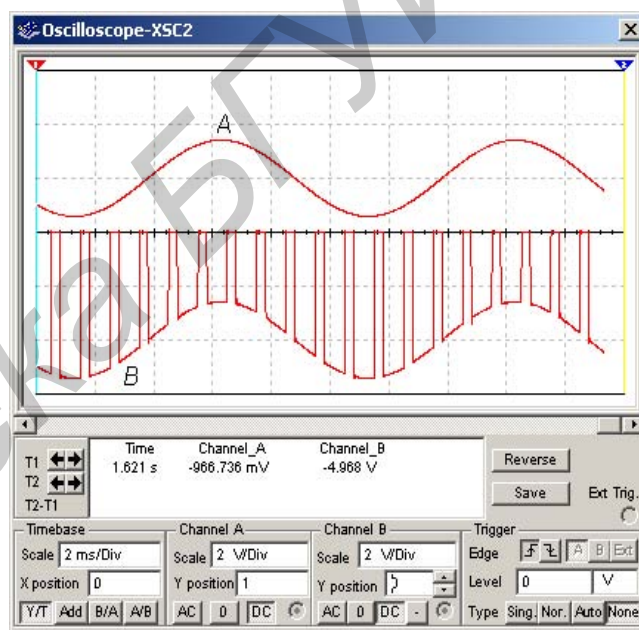 Oscilloscope-XSC2
1
2
A
B
Time Channel_A Channel_B
T1 1.621 s -966.736 mV -4.968 V
T2
T2-T1
Reverse
Save
Ext Trig.
Timebase
Scale 2 ms/Div
X position 0
Y/T Add B/A A/B
Channel A
Scale 2 V/Div
Y position 1
AC 0 DC
Channel B
Scale 2 V/Div
Y position
AC 0 DC -
Trigger
Edge A B Ext
Level 0 V
Type Sing. Nor. Auto None